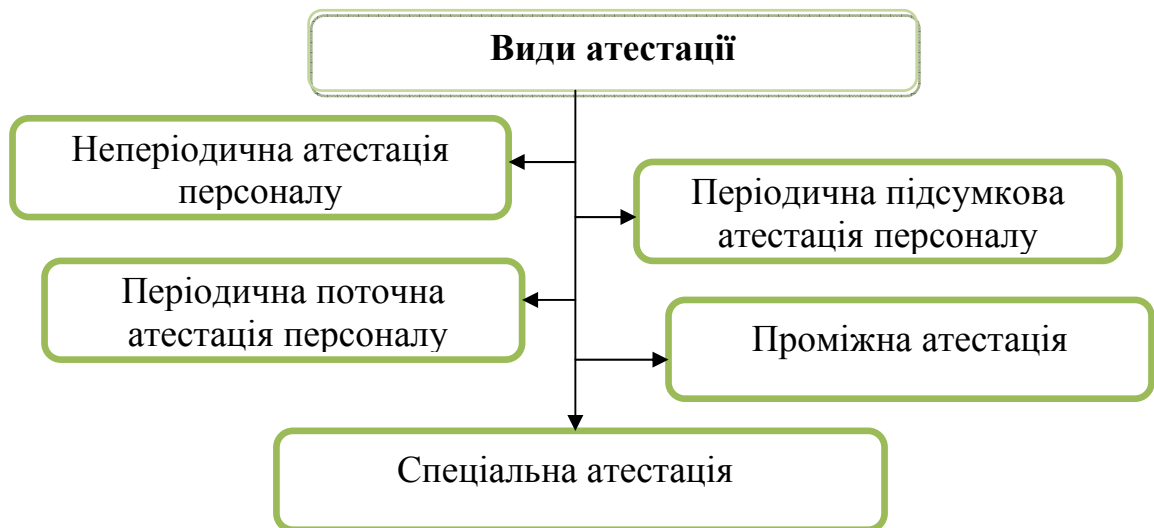 Види атестації
Неперіодична атестація
персоналу
Періодична підсумкова
атестація персоналу
Періодична поточна
атестація персоналу
Проміжна атестація
Спеціальна атестація